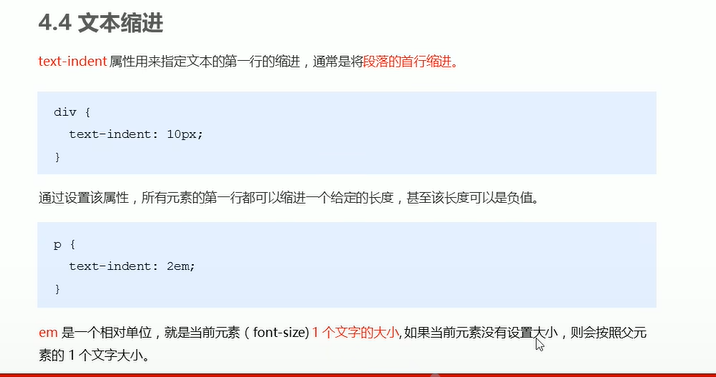 4.4 文本缩进
text-indent 属性用来指定文本的第一行的缩进，通常是将段落的首行缩进。
div {
  text-indent: 10px;
}
通过设置该属性，所有元素的第一行都可以缩进一个给定的长度，甚至该长度可以是负值。
p {
  text-indent: 2em;
}
em 是一个相对单位，就是当前元素（font-size) 1 个文字的大小, 如果当前元素没有设置大小，则会按照父元
素的 1 个文字大小。